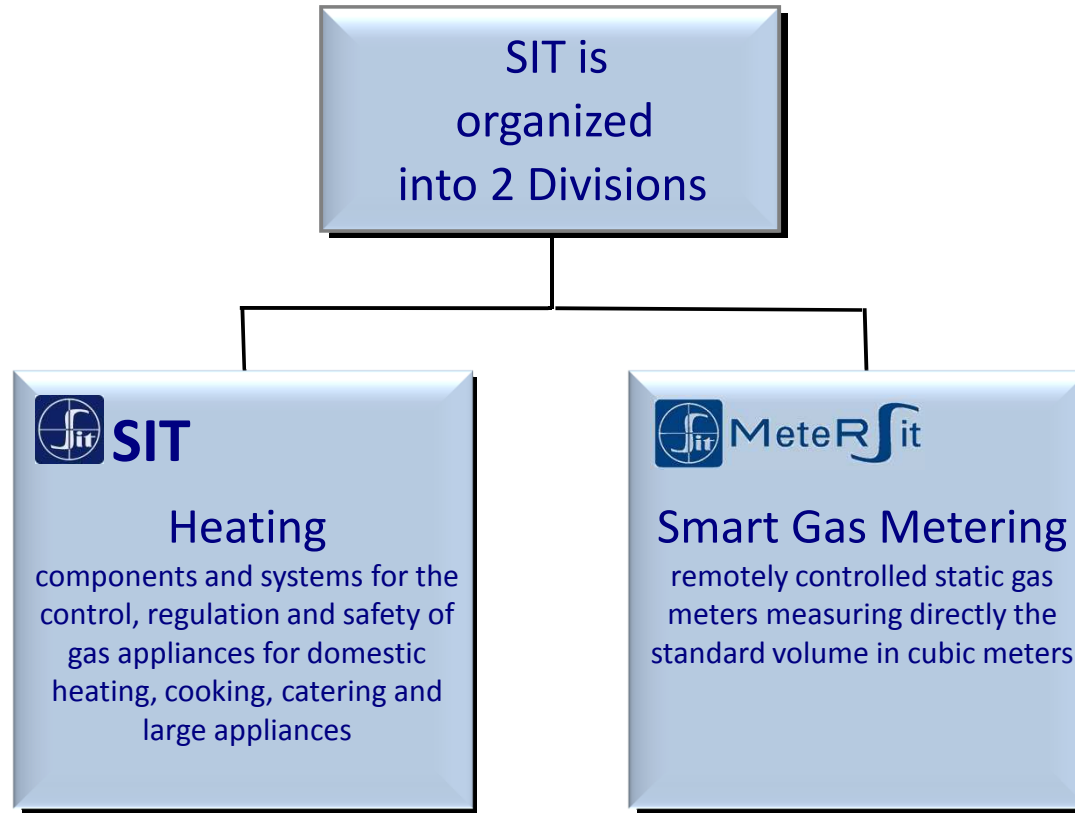 SIT is
organized
into 2 Divisions
Sit SIT
Heating
components and systems for the
control, regulation and safety of
gas appliances for domestic
heating, cooking, catering and
large appliances
Sit MeteRSit
Smart Gas Metering
remotely controlled static gas
meters measuring directly the
standard volume in cubic meters